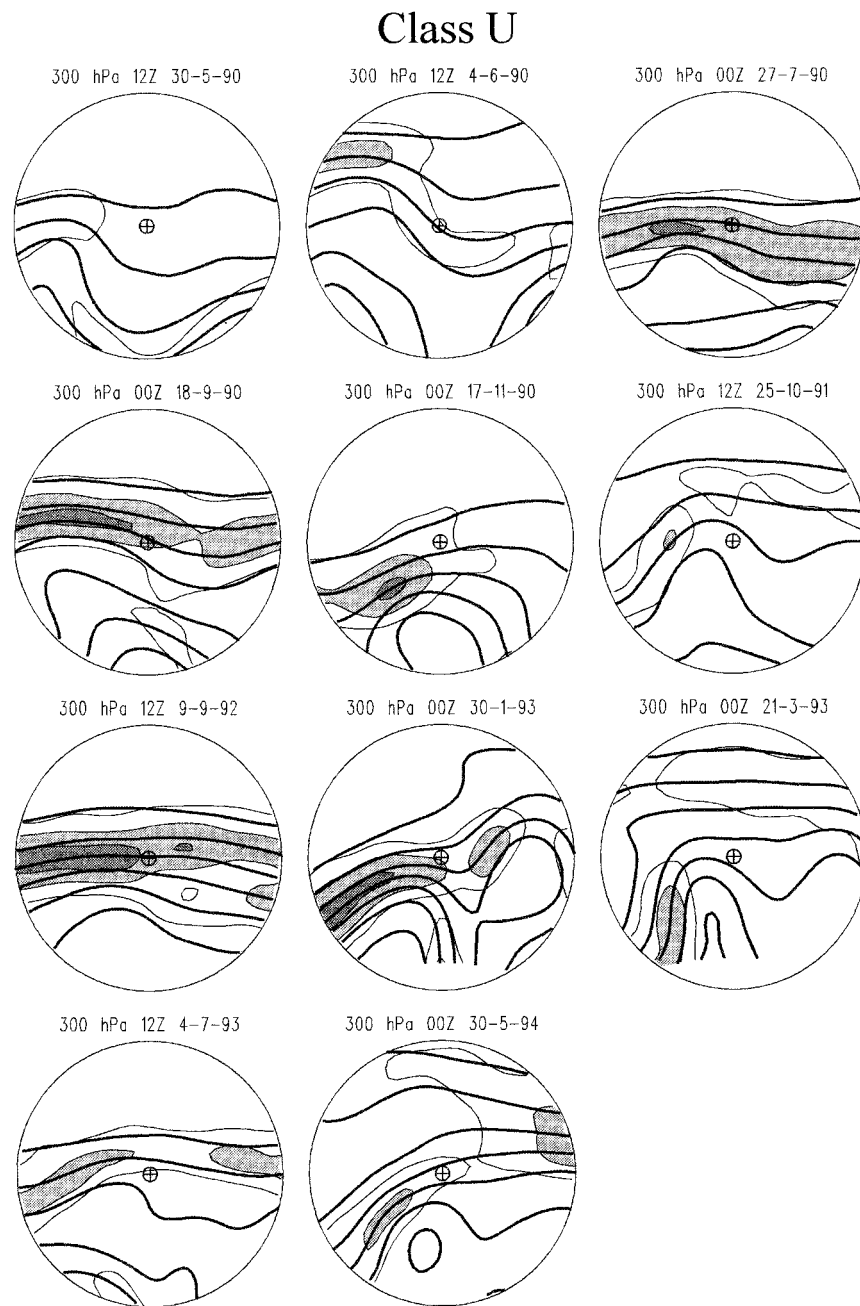 Class U
300 hPa 12Z 30-5-90
300 hPa 12Z 4-6-90
300 hPa 00Z 27-7-90
300 hPa 00Z 18-9-90
300 hPa 00Z 17-11-90
300 hPa 12Z 25-10-91
300 hPa 12Z 9-9-92
300 hPa 00Z 30-1-93
300 hPa 00Z 21-3-93
300 hPa 12Z 4-7-93
300 hPa 00Z 30-5-94